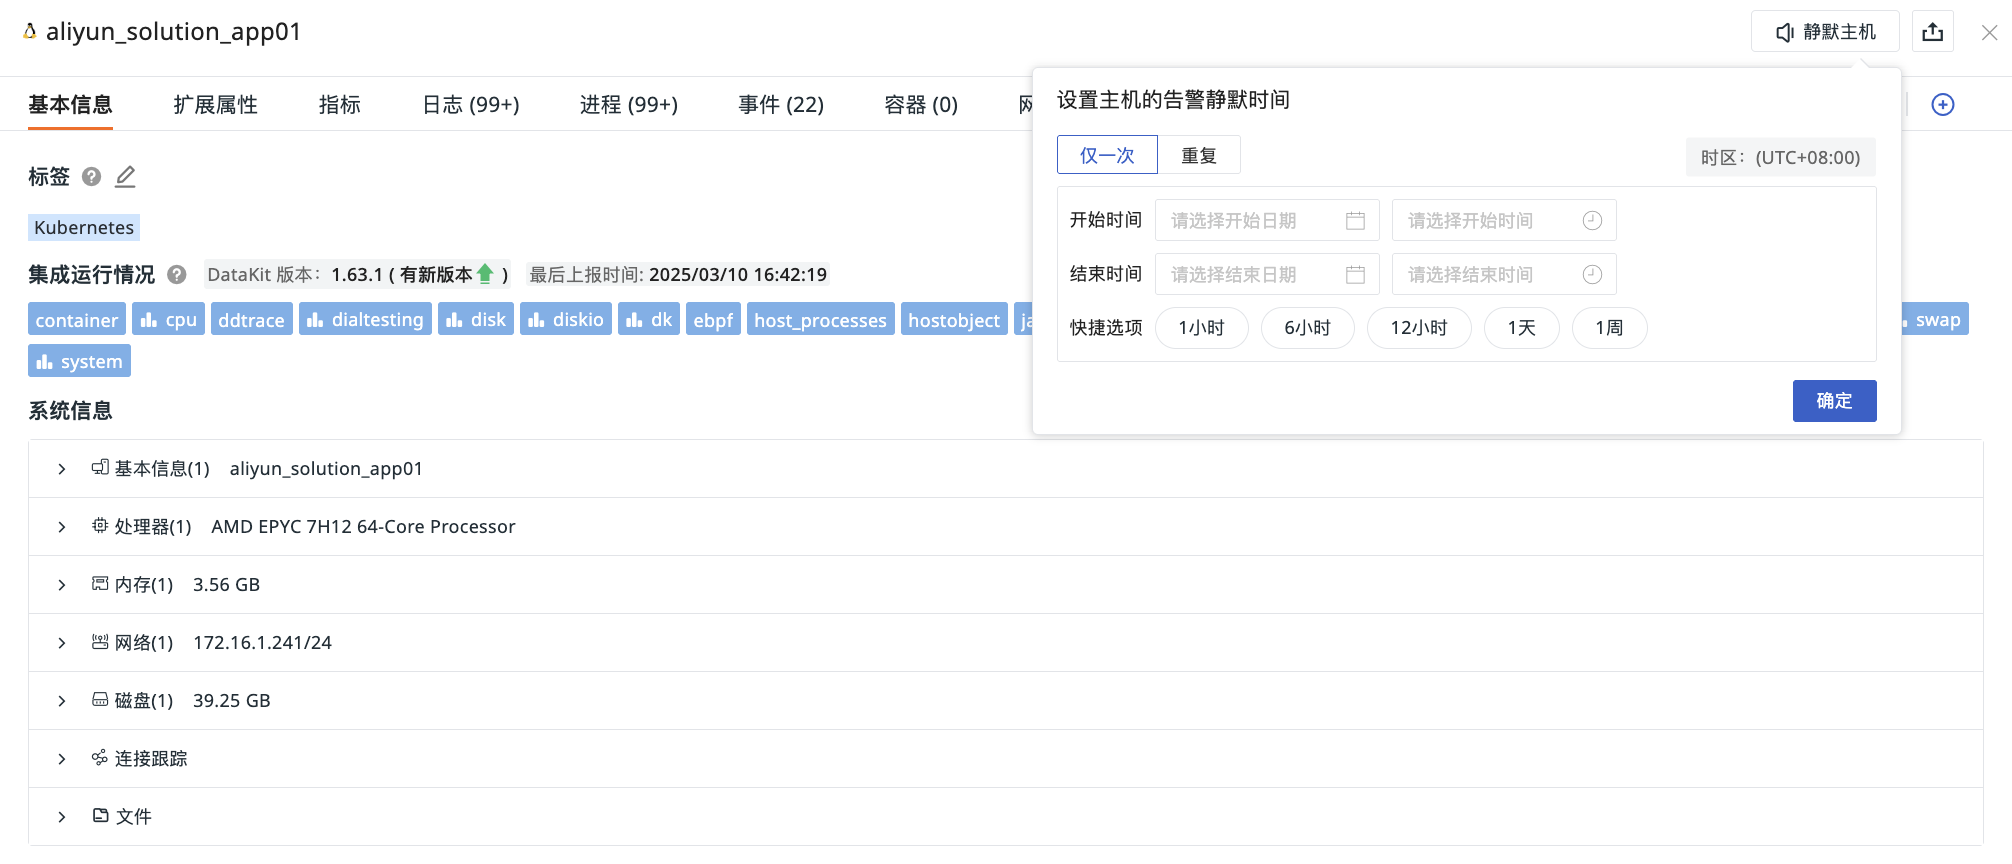 aliyun_solution_app01
静默主机
基本信息 扩展属性 指标 日志 (99+) 进程 (99+) 事件 (22) 容器 (0)
设置主机的告警静默时间
仅一次 重复
时区：(UTC+08:00)
开始时间 请选择开始日期 请选择开始时间
结束时间 请选择结束日期 请选择结束时间
快捷选项 1小时 6小时 12小时 1天 1周
确定
标签
Kubernetes
集成运行情况 DataKit 版本：1.63.1 ( 有新版本 ) 最后上报时间: 2025/03/10 16:42:19
container cpu ddtrace dialtesting disk diskio dk ebpf host_processes hostobject ja swap
system
系统信息
基本信息(1) aliyun_solution_app01
处理器(1) AMD EPYC 7H12 64-Core Processor
内存(1) 3.56 GB
网络(1) 172.16.1.241/24
磁盘(1) 39.25 GB
连接跟踪
文件